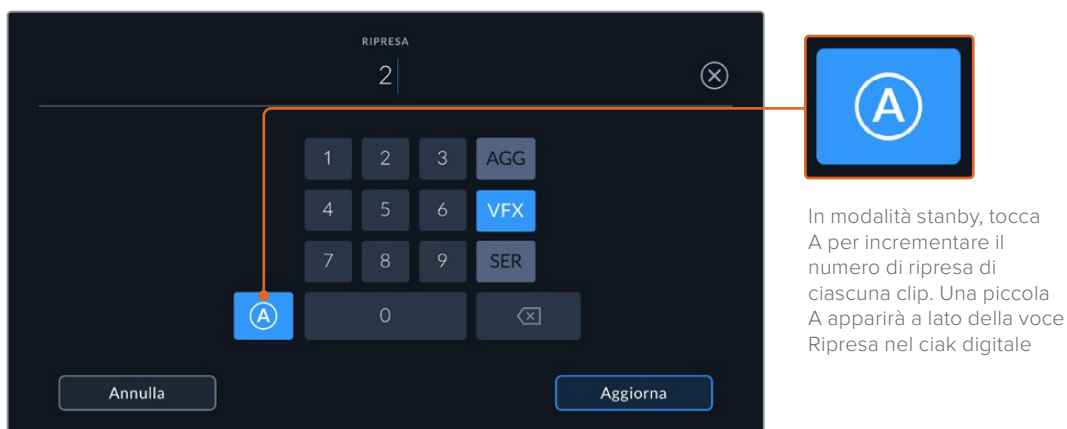 RIPRESA
2
1 2 3 AGG
4 5 6 VFX
7 8 9 SER
A 0
Annulla Aggiorna
A
In modalità stanby, tocca
A per incrementare il
numero di ripresa di
ciascuna clip. Una piccola
A apparirà a lato della voce
Ripresa nel ciak digitale